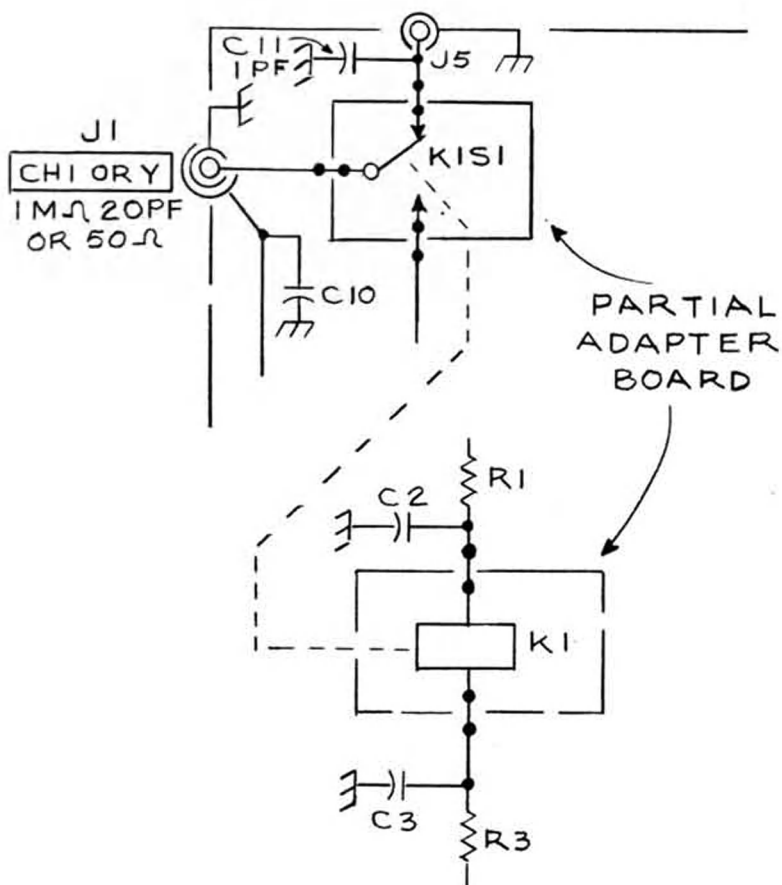 C11
1PF
J5
J1
CH1 OR Y
1MΩ 20PF
OR 50Ω
K1S1
C10
PARTIAL
ADAPTER
BOARD
R1
C2
K1
C3
R3